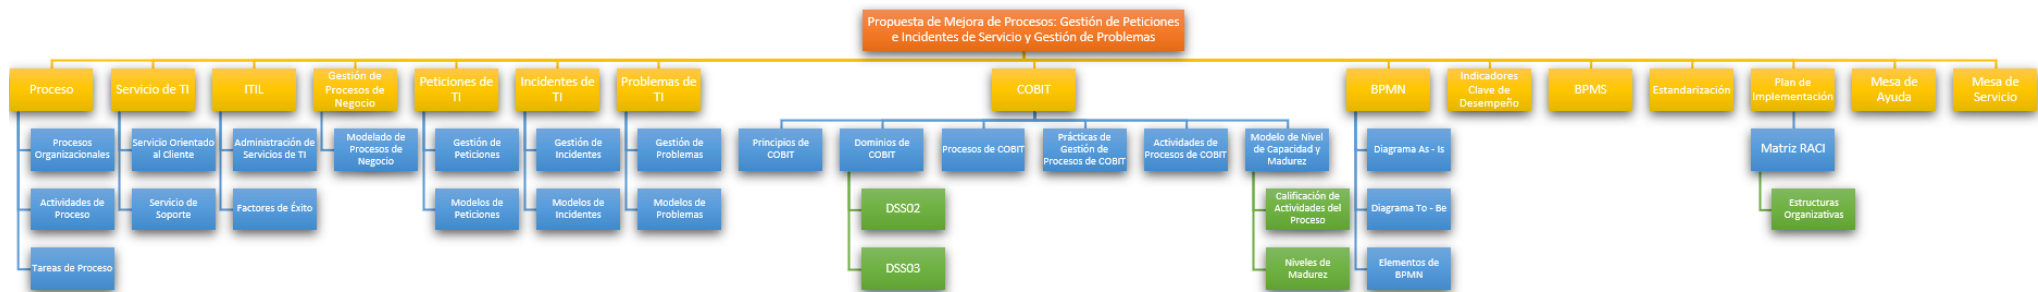 Propuesta de Mejora de Procesos: Gestión de Peticiones
e Incidentes de Servicio y Gestión de Problemas
Proceso
Servicio de TI
ITIL
Gestión de
Procesos de
Negocio
Peticiones de
TI
Incidentes de
TI
Problemas de
TI
COBIT
BPMN
Indicadores
Clave de
Desempeño
BPMS
Estandarización
Plan de
Implementación
Mesa de
Ayuda
Mesa de
Servicio
Procesos
Organizacionales
Servicio Orientado
al Cliente
Administración de
Servicios de TI
Modelado de
Procesos de
Negocio
Gestión de
Peticiones
Gestión de
Incidentes
Gestión de
Problemas
Principios de
COBIT
Dominios de
COBIT
Procesos de COBIT
Prácticas de
Gestión de
Procesos de COBIT
Actividades de
Procesos de COBIT
Modelo de Nivel
de Capacidad y
Madurez
Diagrama As - Is
Matriz RACI
Actividades de
Proceso
Servicio de
Soporte
Factores de Éxito
Modelos de
Peticiones
Modelos de
Incidentes
Modelos de
Problemas
DSS02
Calificación de
Actividades del
Proceso
Diagrama To - Be
Estructuras
Organizativas
Tareas de Proceso
DSS03
Niveles de
Madurez
Elementos de
BPMN